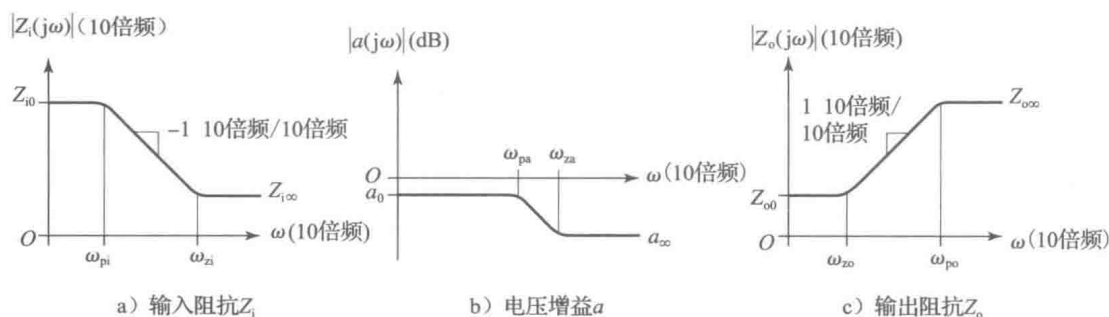 |Z_i(jω)|(10倍频)
Z_i0
-1 10倍频/10倍频
Z_i∞
O
ω(10倍频)
ω_pi
ω_zi
a）输入阻抗Z_i
|a(jω)|(dB)
ω_pa
ω_za
O
ω(10倍频)
a_0
a_∞
b）电压增益a
|Z_o(jω)|(10倍频)
1 10倍频/
10倍频
Z_o∞
Z_o0
O
ω(10倍频)
ω_zo
ω_po
c）输出阻抗Z_o